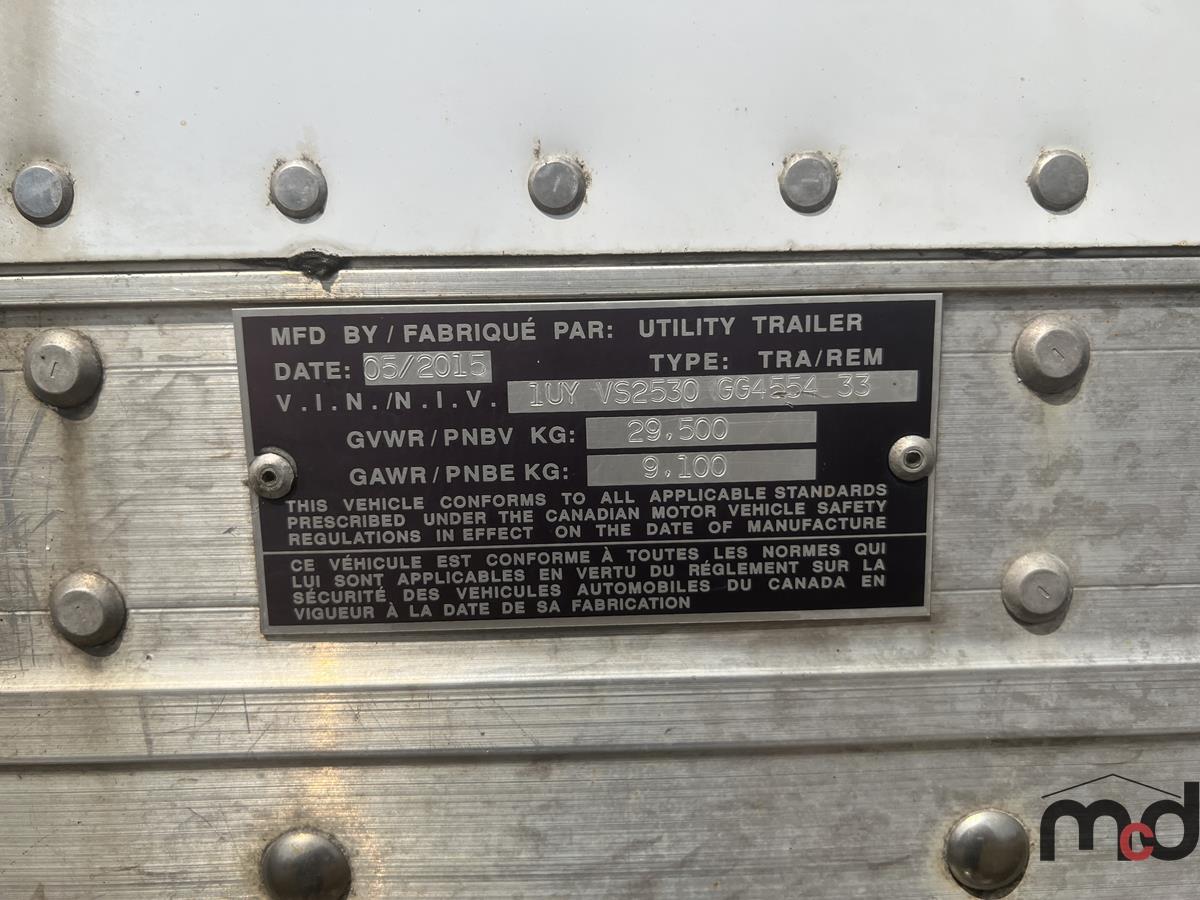 MFD BY / FABRIQUÉ PAR: UTILITY TRAILER
DATE: 05/2015 TYPE: TRA/REM
V.I.N./N.I.V. 1UY VS2530 GG4554 33
GVWR/PNBV KG: 29,500
GAWR/PNBE KG: 9,100
THIS VEHICLE CONFORMS TO ALL APPLICABLE STANDARDS
PRESCRIBED UNDER THE CANADIAN MOTOR VEHICLE SAFETY
REGULATIONS IN EFFECT ON THE DATE OF MANUFACTURE
CE VÉHICULE EST CONFORME À TOUTES LES NORMES QUI
LUI SONT APPLICABLES EN VERTU DU RÉGLEMENT SUR LA
SÉCURITÉ DES VEHICULES AUTOMOBILES DU CANADA EN
VIGUEUR À LA DATE DE SA FABRICATION
mcd